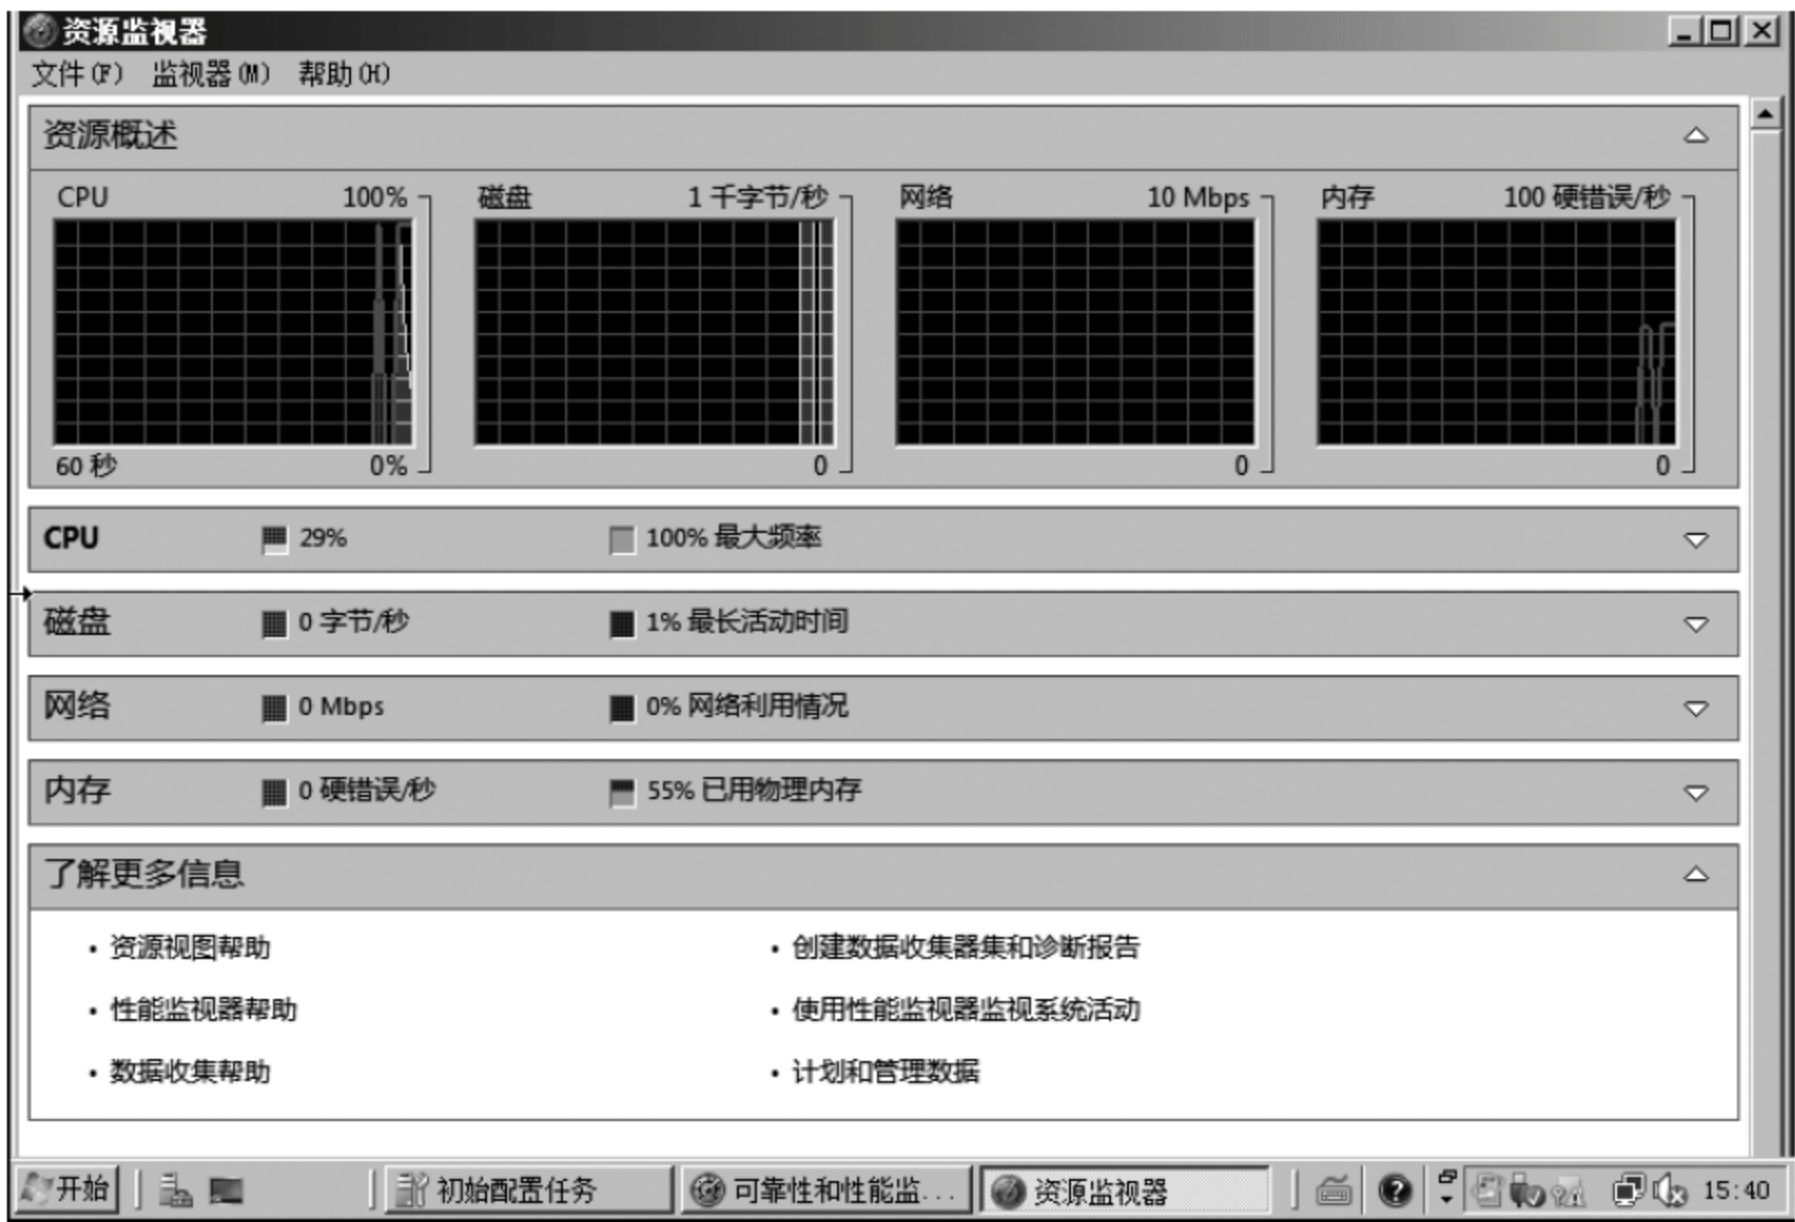 资源监视器
文件(F) 监视器(M) 帮助(H)
资源概述
CPU 100% 磁盘 1 千字节/秒 网络 10 Mbps 内存 100 硬错误/秒
60 秒 0% 0 0 0
CPU 29% 100% 最大频率
磁盘 0 字节/秒 1% 最长活动时间
网络 0 Mbps 0% 网络利用情况
内存 0 硬错误/秒 55% 已用物理内存
了解更多信息
· 资源视图帮助 · 创建数据收集器集和诊断报告
· 性能监视器帮助 · 使用性能监视器监视系统活动
· 数据收集帮助 · 计划和管理数据
开始 初始配置任务 可靠性和性能监... 资源监视器 15:40